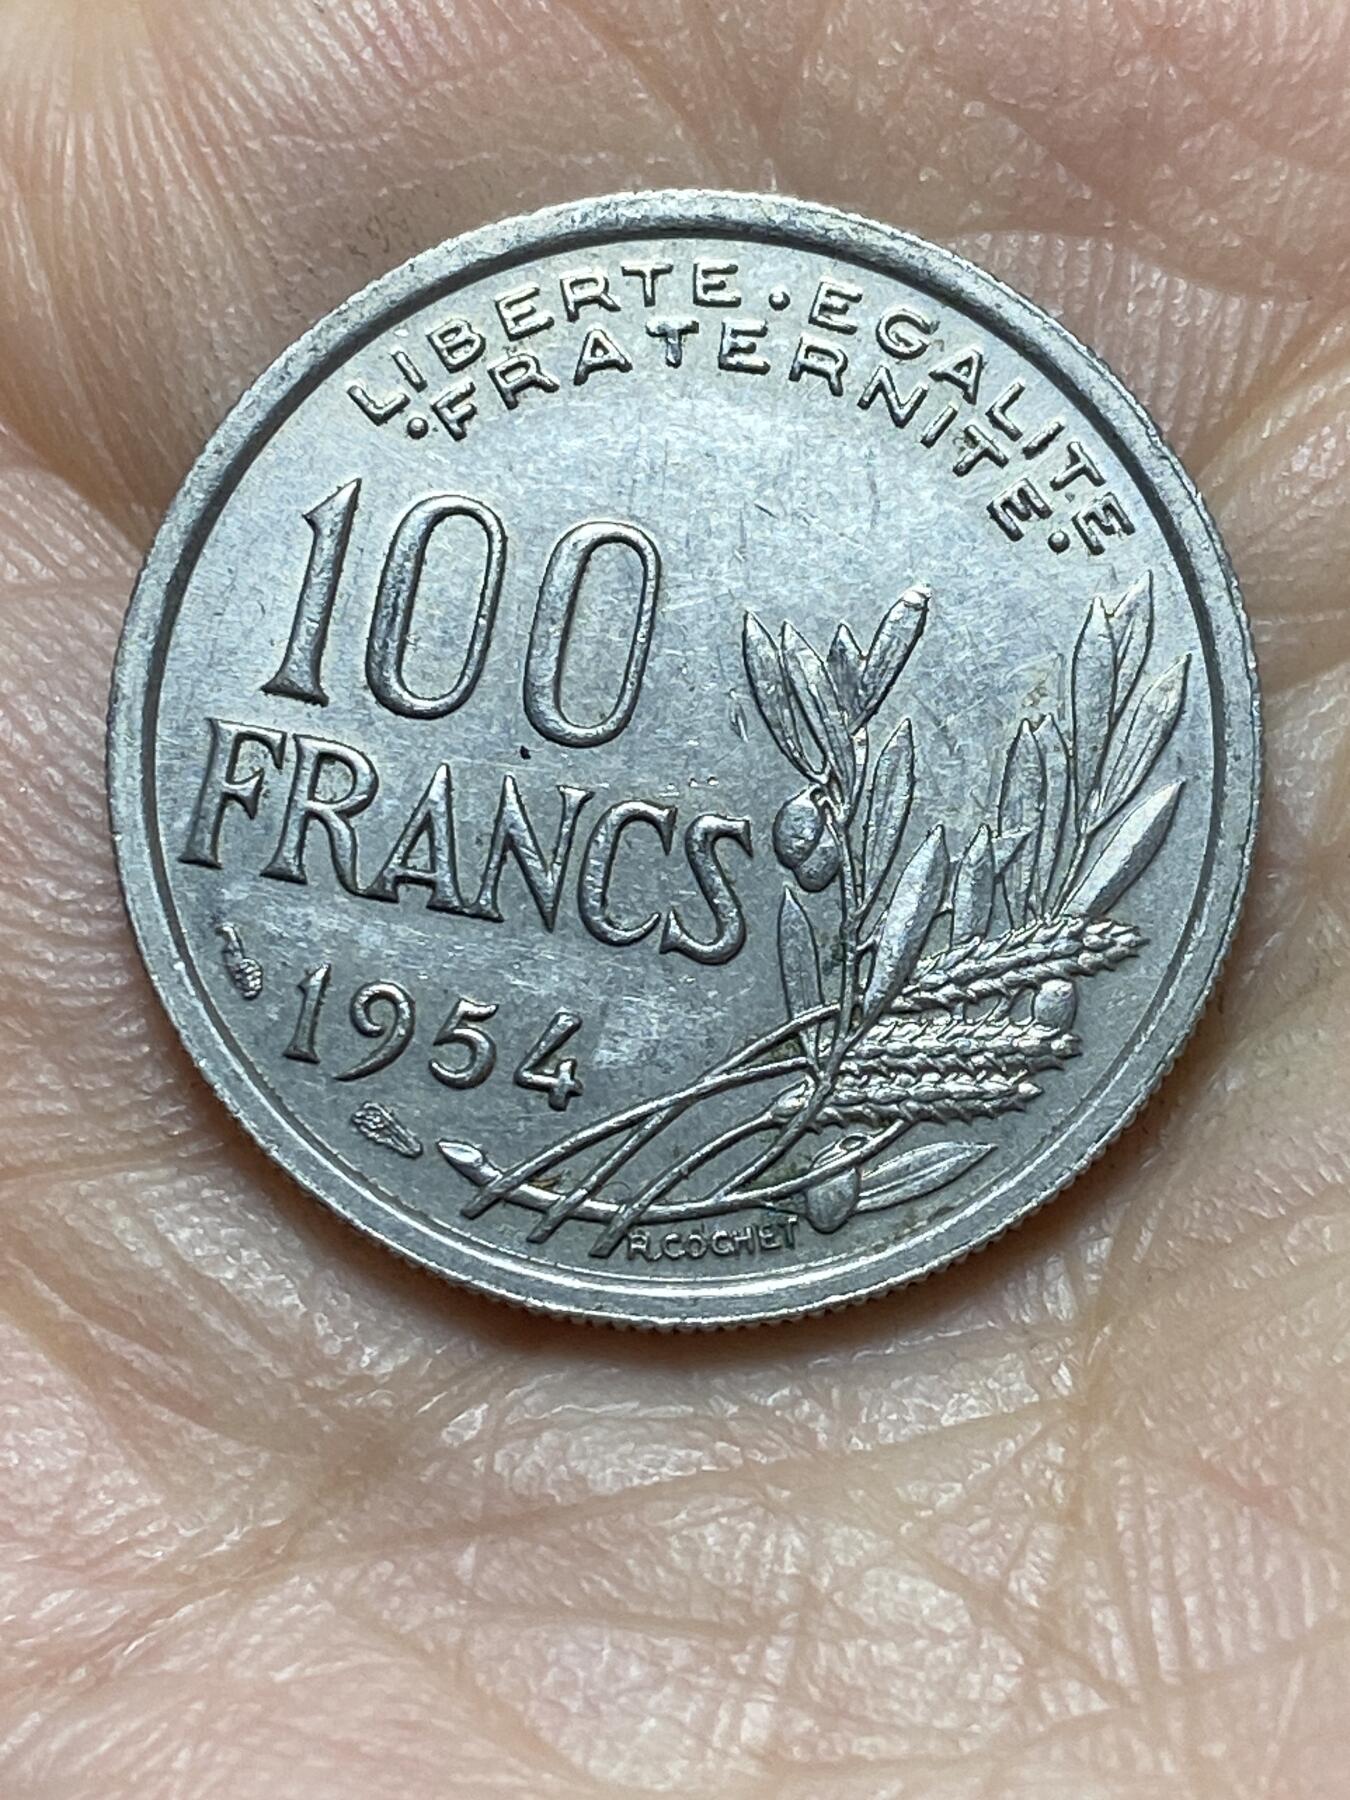 LIBERTE·EGALITE
·FRATERNITE·
100
FRANCS
1954
R.COCHET